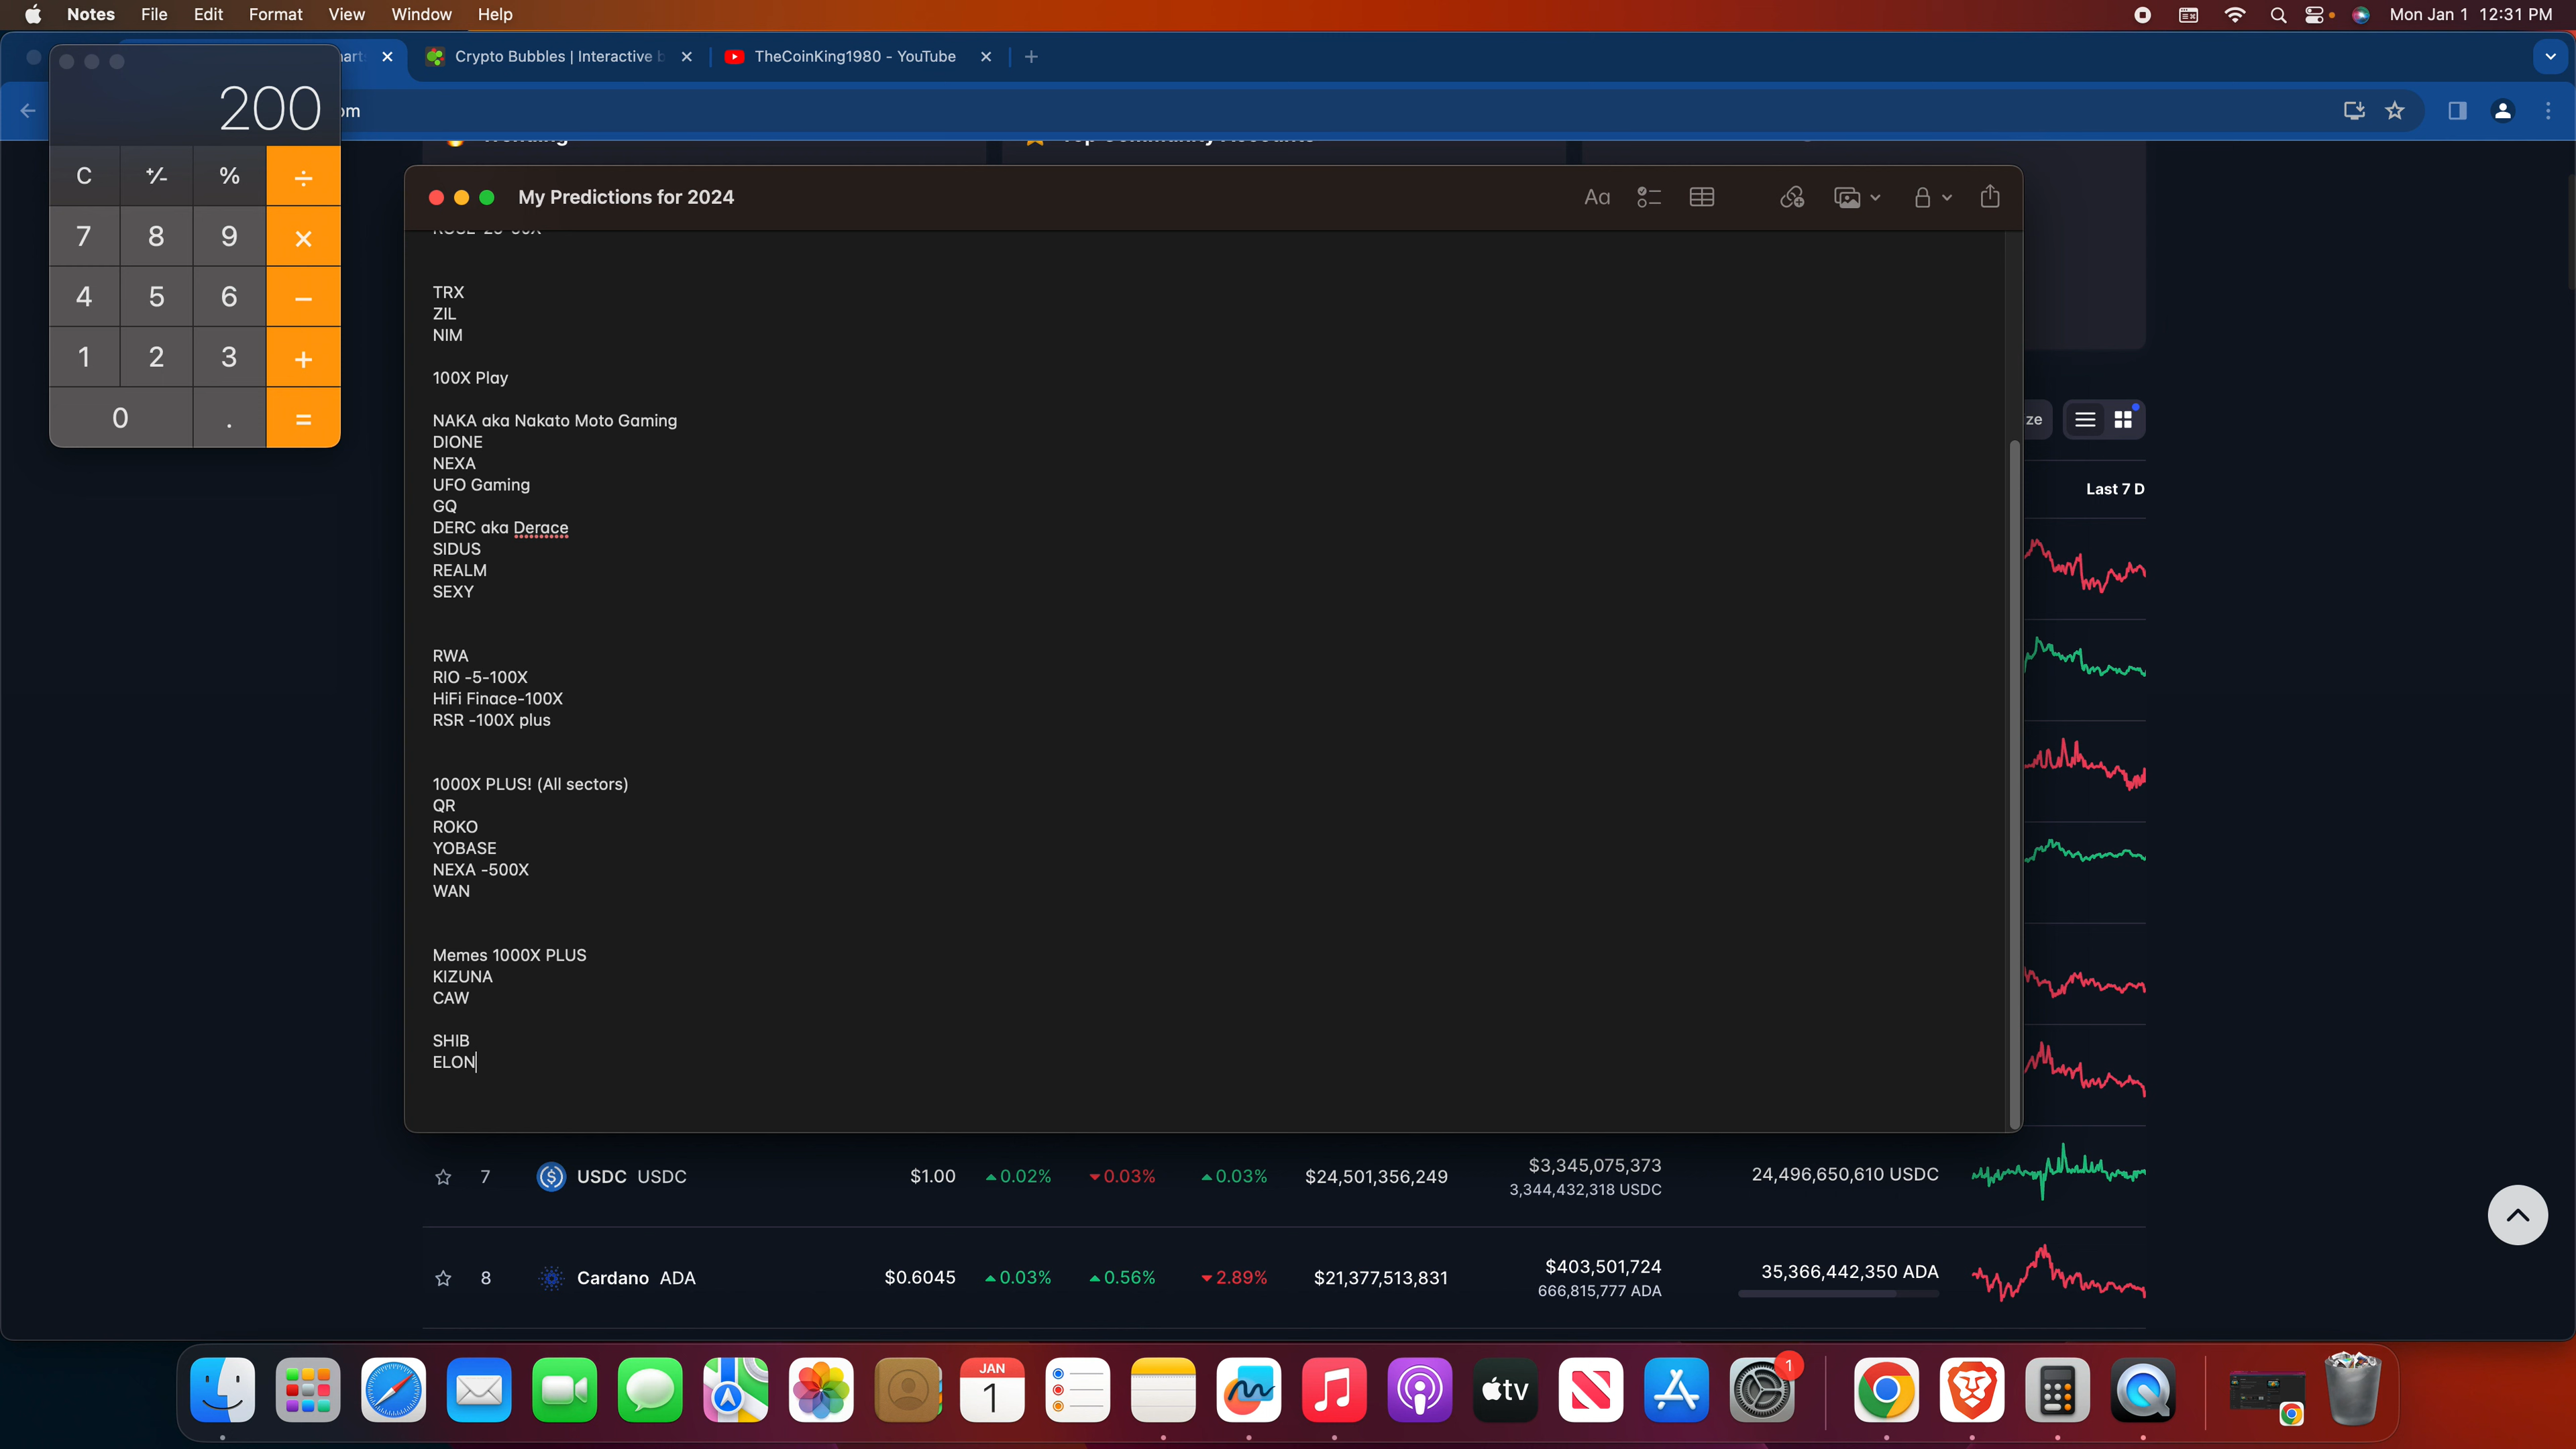 Notes File Edit Format View Window Help Mon Jan 1 12:31 PM
Crypto Bubbles | Interactive b
TheCoinKing1980 - YouTube
om
200
C +/- % ÷
7 8 9 ×
4 5 6 −
1 2 3 +
0 . =
My Predictions for 2024
Aa
TRX
ZIL
NIM
100X Play
NAKA aka Nakato Moto Gaming
DIONE
NEXA
UFO Gaming
GQ
DERC aka Derace
SIDUS
REALM
SEXY
RWA
RIO -5-100X
HiFi Finace-100X
RSR -100X plus
1000X PLUS! (All sectors)
QR
ROKO
YOBASE
NEXA -500X
WAN
Memes 1000X PLUS
KIZUNA
CAW
SHIB
ELON
ze
Last 7 D
7 USDC USDC $1.00 0.02% 0.03% 0.03% $24,501,356,249 $3,345,075,373 24,496,650,610 USDC
3,344,432,318 USDC
8 Cardano ADA $0.6045 0.03% 0.56% 2.89% $21,377,513,831 $403,501,724 35,366,442,350 ADA
666,815,777 ADA
JAN
1
tv
1